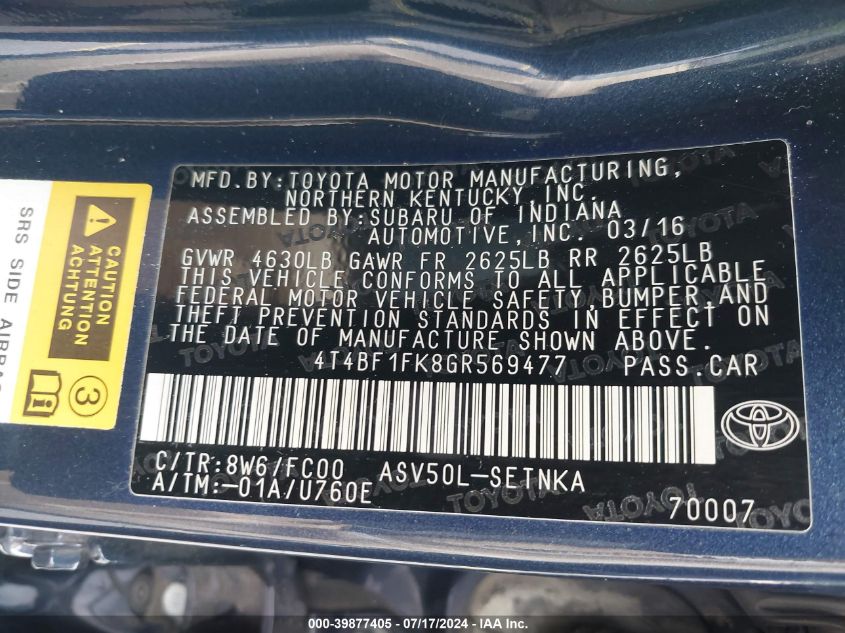 MFD.BY:TOYOTA MOTOR MANUFACTURING,
NORTHERN KENTUCKY,INC.
ASSEMBLED BY:SUBARU OF INDIANA
AUTOMOTIVE,INC. 03/16
GVWR 4630LB GAWR FR 2625LB RR 2625LB
THIS VEHICLE CONFORMS TO ALL APPLICABLE
FEDERAL MOTOR VEHICLE SAFETY,BUMPER,AND
THEFT PREVENTION STANDARDS IN EFFECT ON
THE DATE OF MANUFACTURE SHOWN ABOVE.
4T4BF1FK8GR569477 PASS.CAR
C/TR:8W6/FC00 ASV50L-SETNKA
A/TM:-01A/U760E
70007
SRS SIDE
CAUTION
ATTENTION
ACHTUNG
3
000-39877405 - 07/17/2024 - IAA Inc.